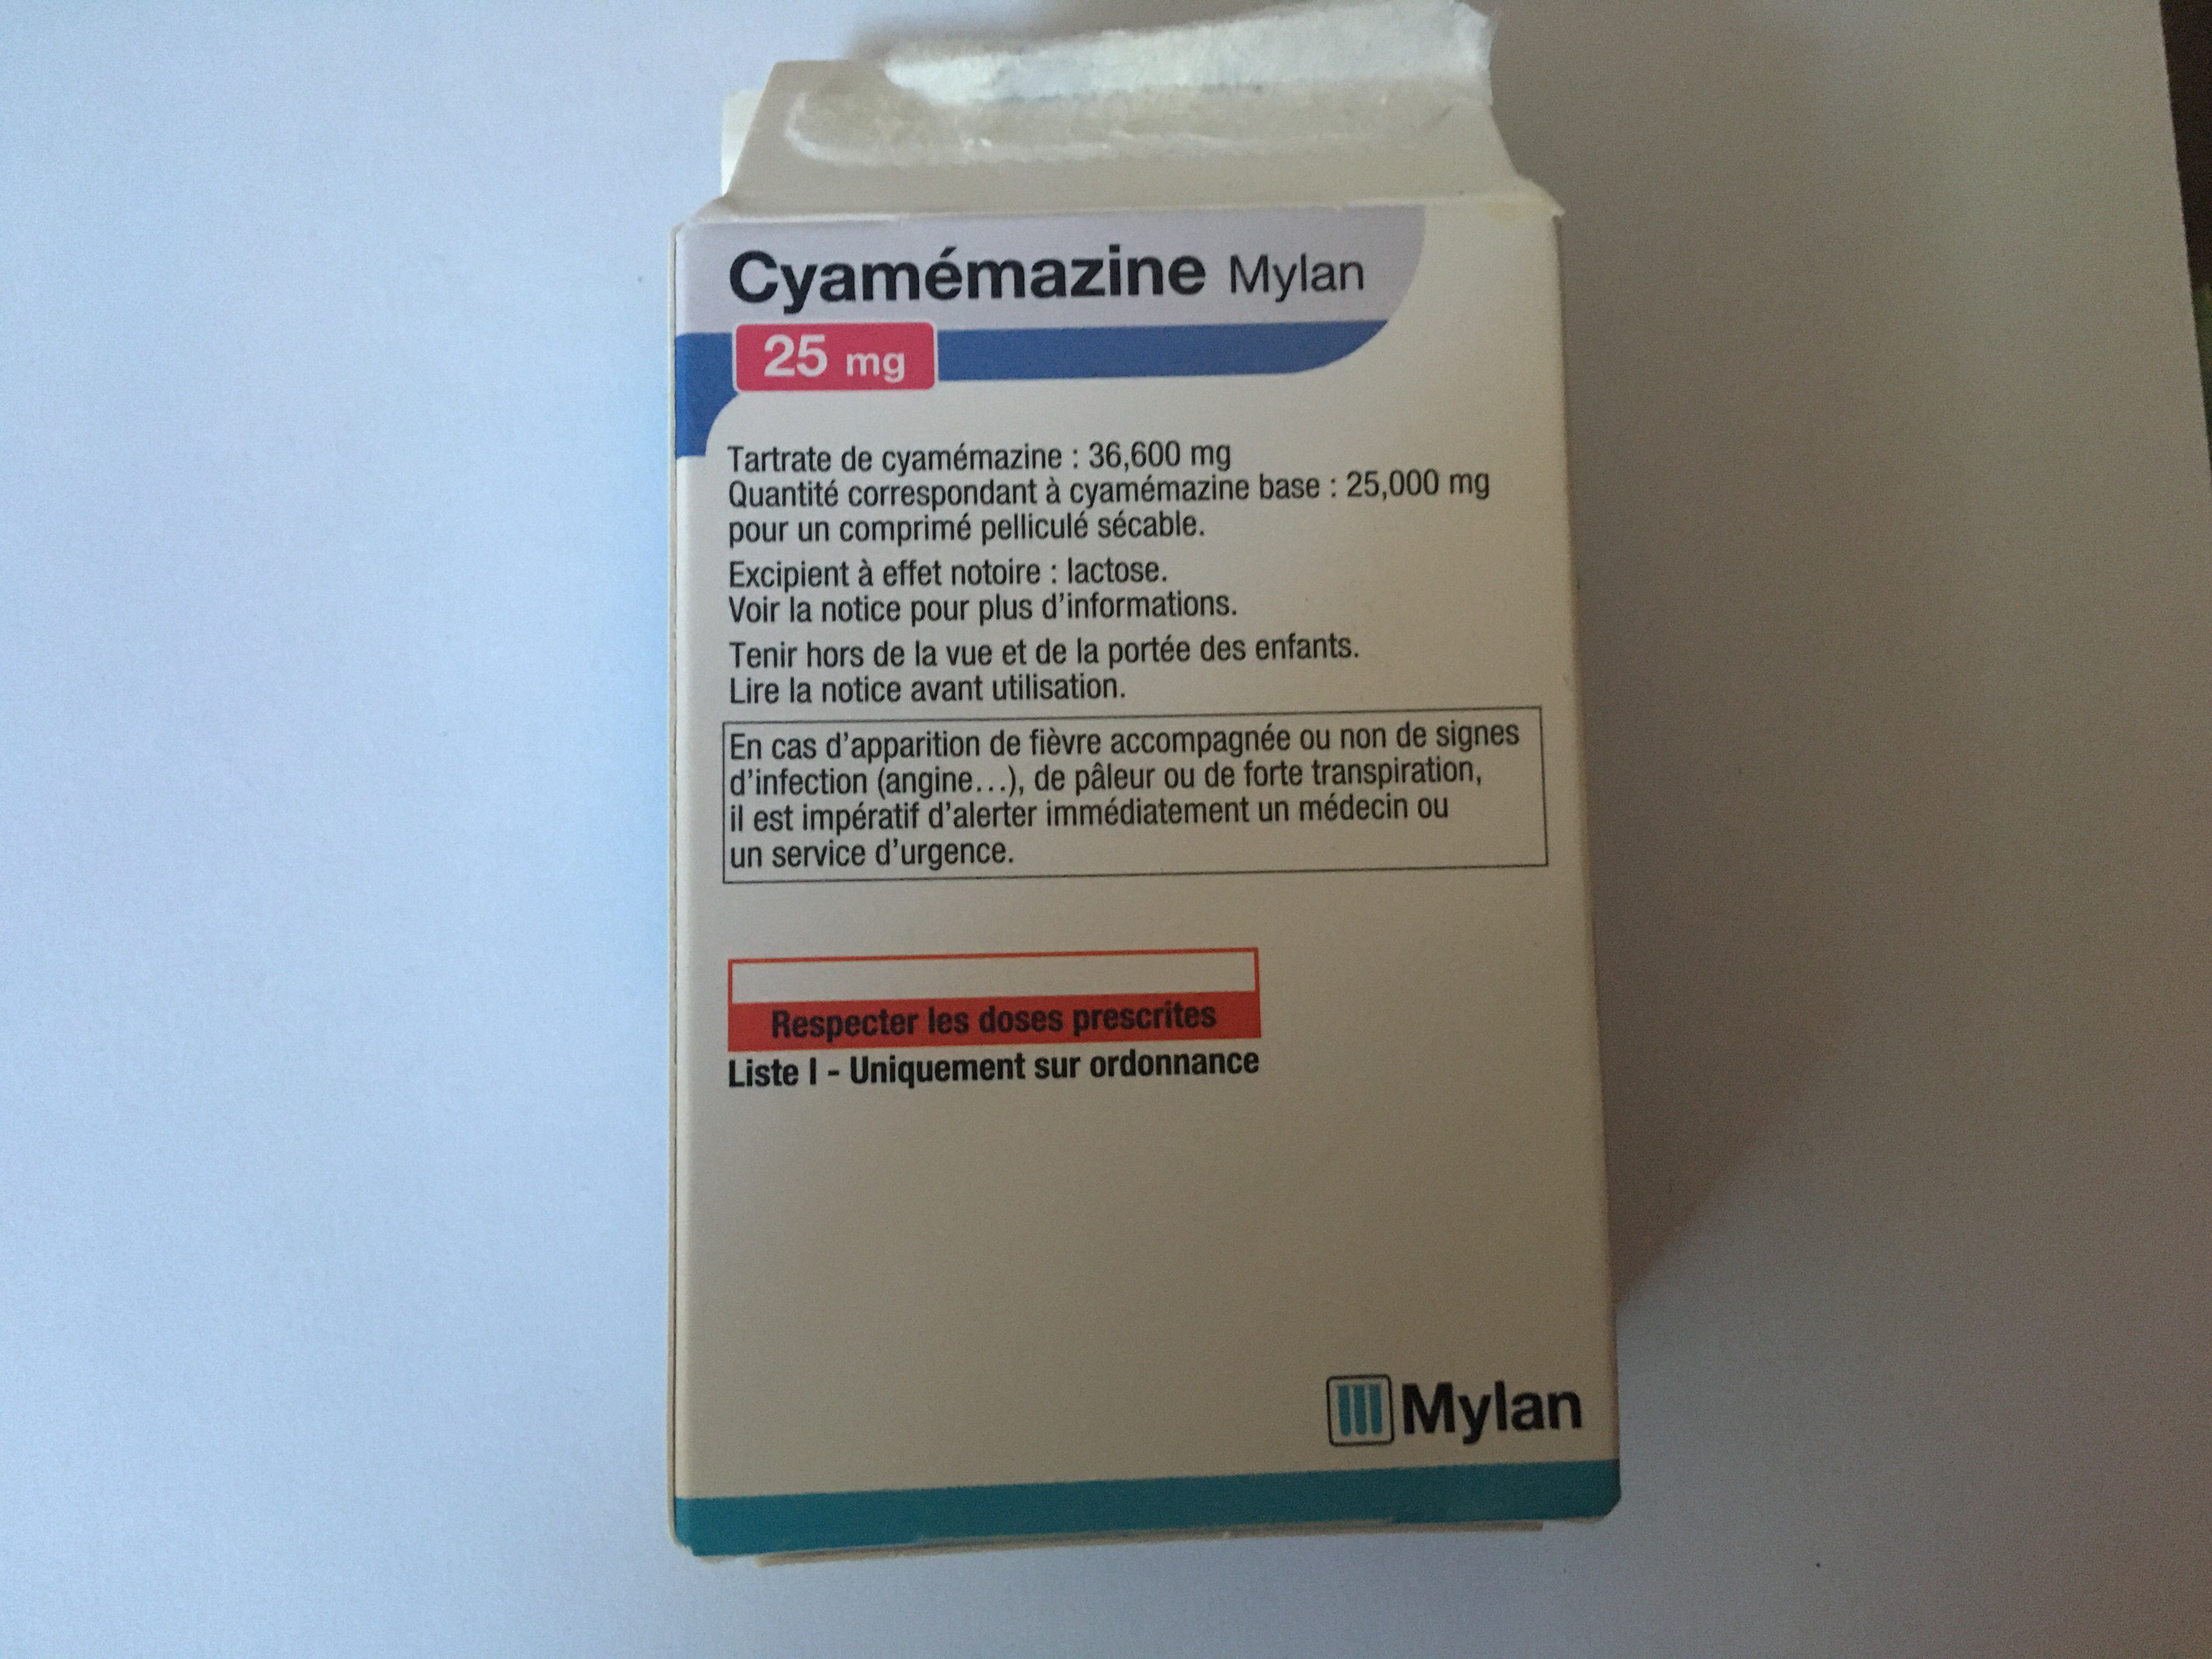 Cyamémazine Mylan
25 mg
Tartrate de cyamémazine : 36,600 mg
Quantité correspondant à cyamémazine base : 25,000 mg
pour un comprimé pelliculé sécable.
Excipient à effet notoire : lactose.
Voir la notice pour plus d'informations.
Tenir hors de la vue et de la portée des enfants.
Lire la notice avant utilisation.
En cas d'apparition de fièvre accompagnée ou non de signes
d'infection (angine...), de pâleur ou de forte transpiration,
il est impératif d'alerter immédiatement un médecin ou
un service d'urgence.
Respecter les doses prescrites
Liste I - Uniquement sur ordonnance
Mylan